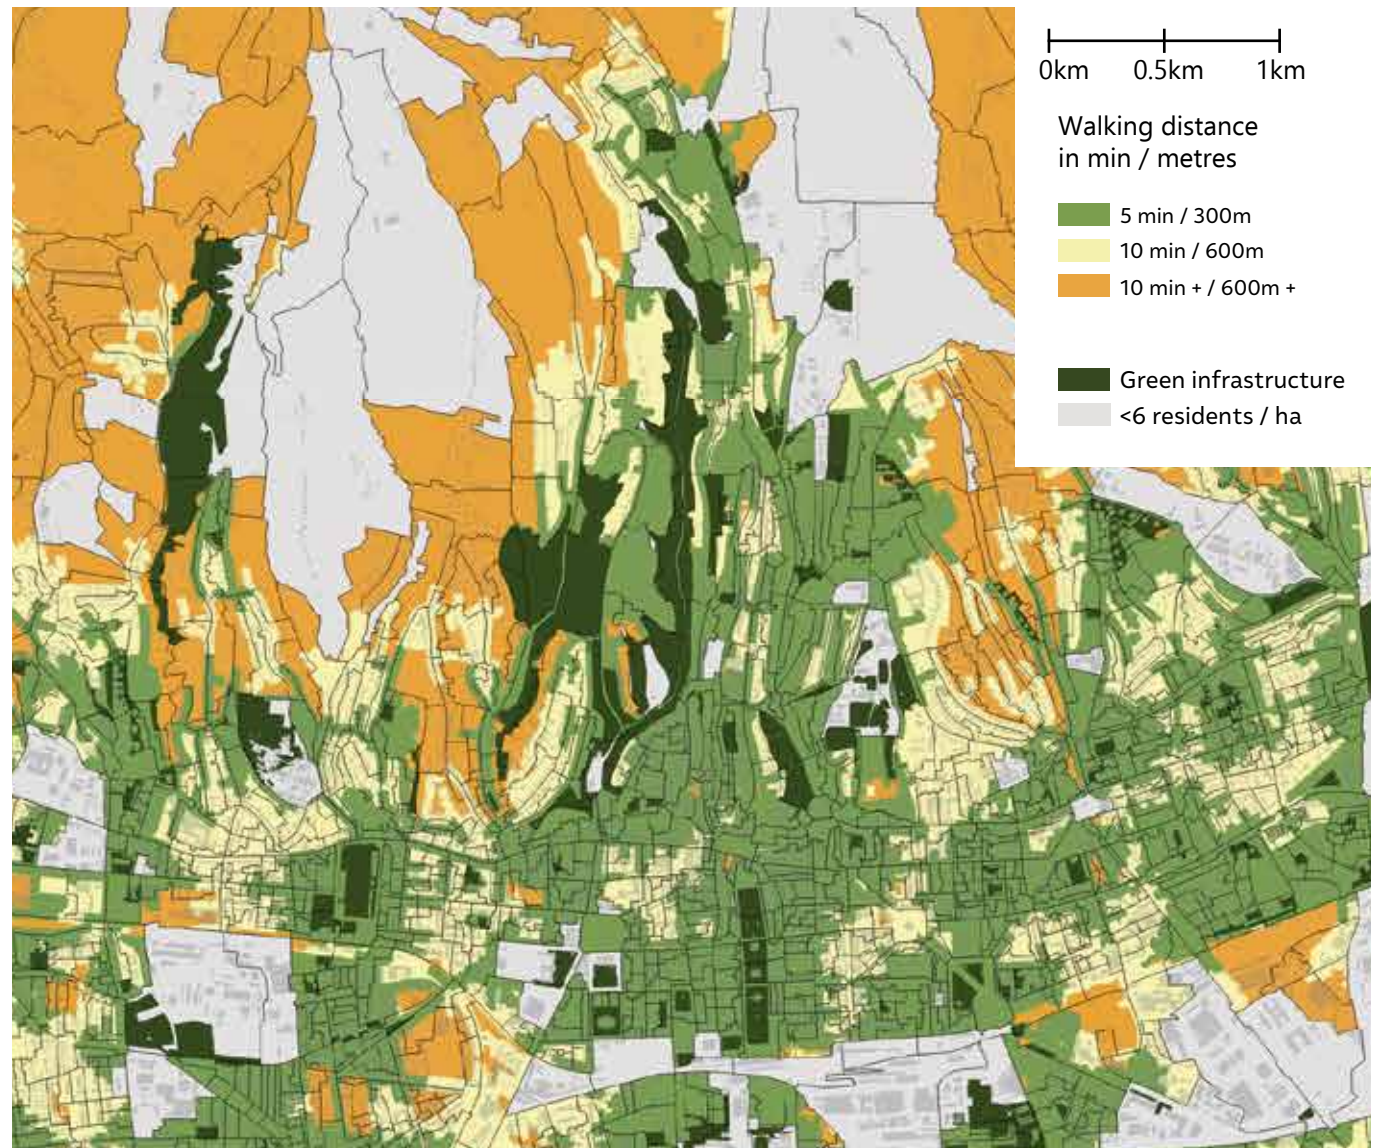 0km 0.5km 1km
Walking distance
in min / metres
5 min / 300m
10 min / 600m
10 min + / 600m +
Green infrastructure
<6 residents / ha